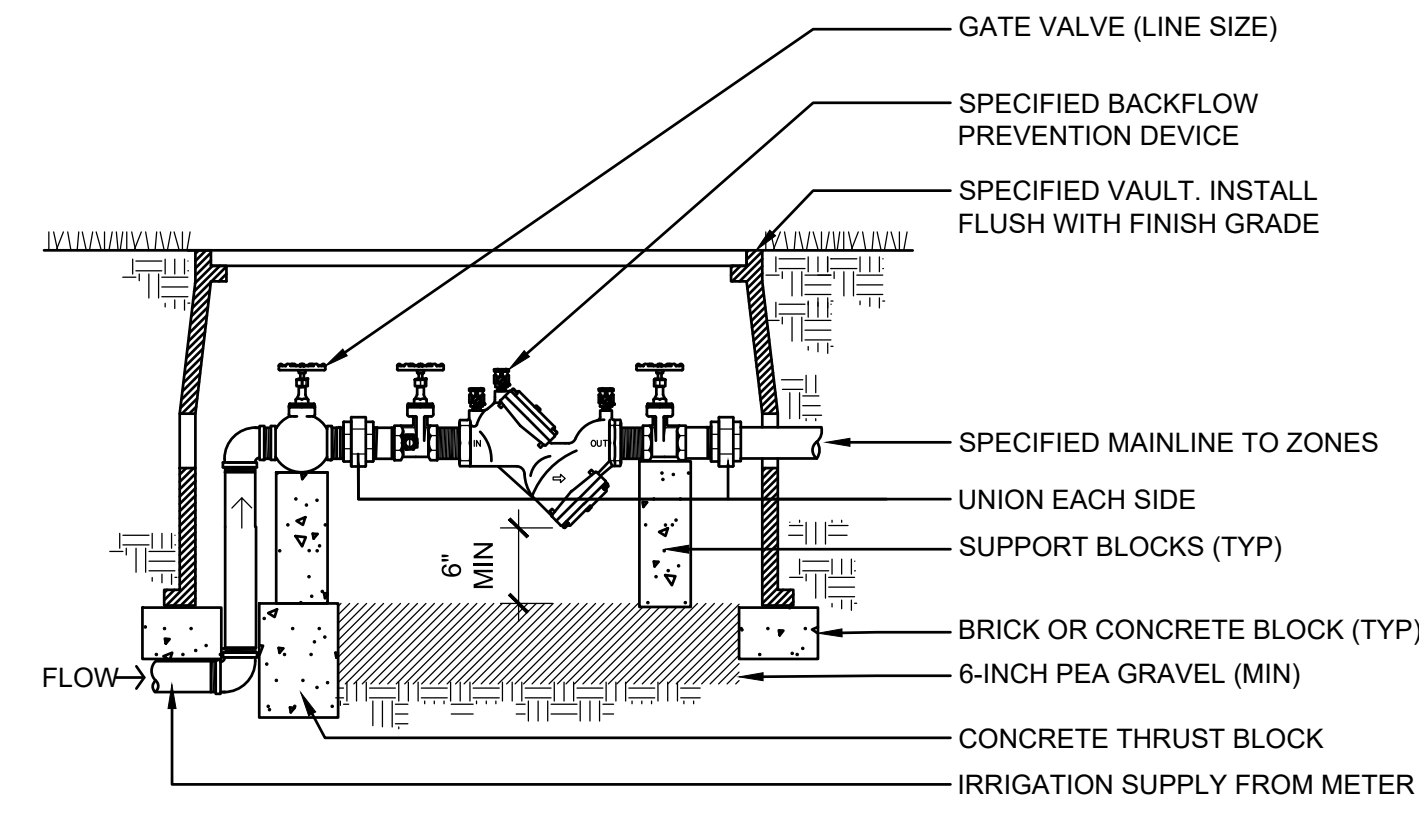 GATE VALVE (LINE SIZE)
SPECIFIED BACKFLOW
PREVENTION DEVICE
SPECIFIED VAULT. INSTALL
FLUSH WITH FINISH GRADE
IN
OUT
SPECIFIED MAINLINE TO ZONES
UNION EACH SIDE
SUPPORT BLOCKS (TYP)
6"
MIN
BRICK OR CONCRETE BLOCK (TYP)
FLOW
6-INCH PEA GRAVEL (MIN)
CONCRETE THRUST BLOCK
IRRIGATION SUPPLY FROM METER